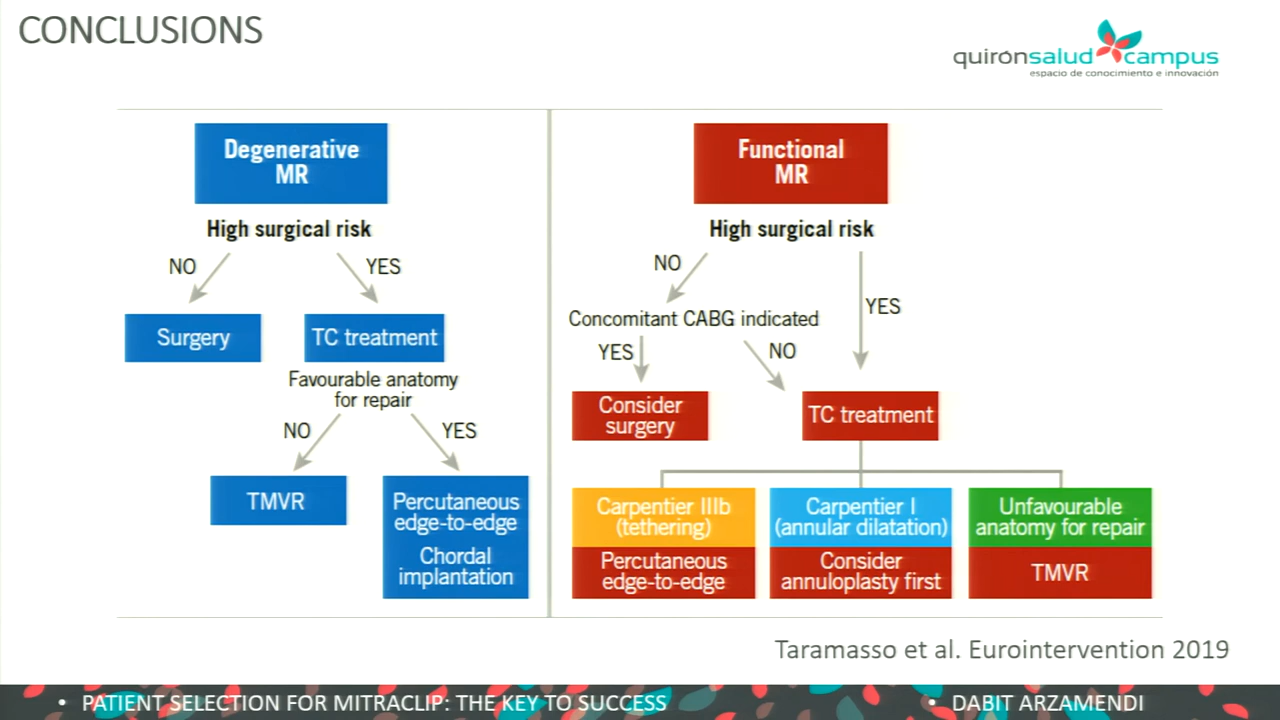 CONCLUSIONS
quirónsalud campus
espacio de conocimiento e innovación
Degenerative
MR
High surgical risk
NO
YES
Surgery
TC treatment
Favourable anatomy
for repair
NO
YES
TMVR
Percutaneous
edge-to-edge
Chordal
implantation
Functional
MR
High surgical risk
NO
YES
Concomitant CABG indicated
YES
NO
Consider
surgery
TC treatment
Carpentier IIIb
(tethering)
Percutaneous
edge-to-edge
Carpentier I
(annular dilatation)
Consider
annuloplasty first
Unfavourable
anatomy for repair
TMVR
Taramasso et al. Eurointervention 2019
• PATIENT SELECTION FOR MITRACLIP: THE KEY TO SUCCESS
• DABIT ARZAMENDI